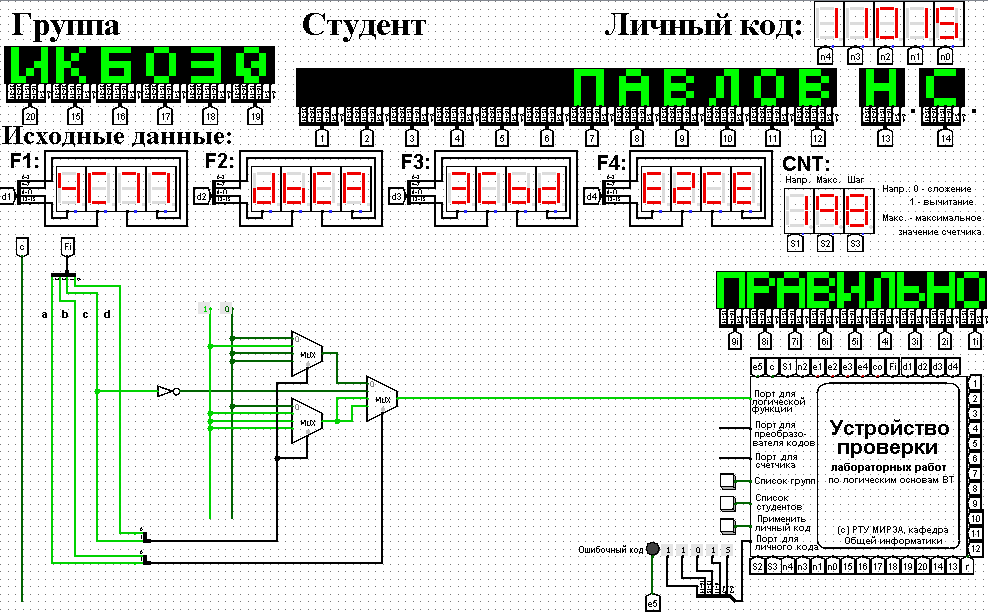 Группа Студент Личный код: 11015
n4 n3 n2 n1 n0
ИКБО30 ПАВЛОВ Н.С.
20 15 16 17 18 19
1 2 3 4 5 6 7 8 9 10 11 12 13 14
Исходные данные:
F1: F2: F3: F4: CNT:
d1 d2 d3 d4
Напр. Макс. Шаг
198
S1 S2 S3
Напр.: 0 - сложение
1 - вычитание
Макс. - максимальное
значение счетчика
c Fi
a b c d
1 0
MUX
MUX
MUX
ПРАВИЛЬНО
9i 8i 7i 6i 5i 4i 3i 2i 1i
e5 c S1 n2 e1 e2 e3 e4 co Fi d1 d2 d3 d4
Порт для
логической
функции
Порт для
преобразо-
вателя кодов
Порт для
счетчика
Список групп
Список
студентов
Применить
личный код
Порт для
личного кода
Устройство
проверки
лабораторных работ
по логическим основам ВТ
(c) РТУ МИРЭА, кафедра
Общей информатики
1
2
3
4
5
6
7
8
9
10
11
12
S2 S3 n4 n3 n1 n0 15 16 17 18 19 20 14 13 r
Ошибочный код 1 1 0 1 5
e5